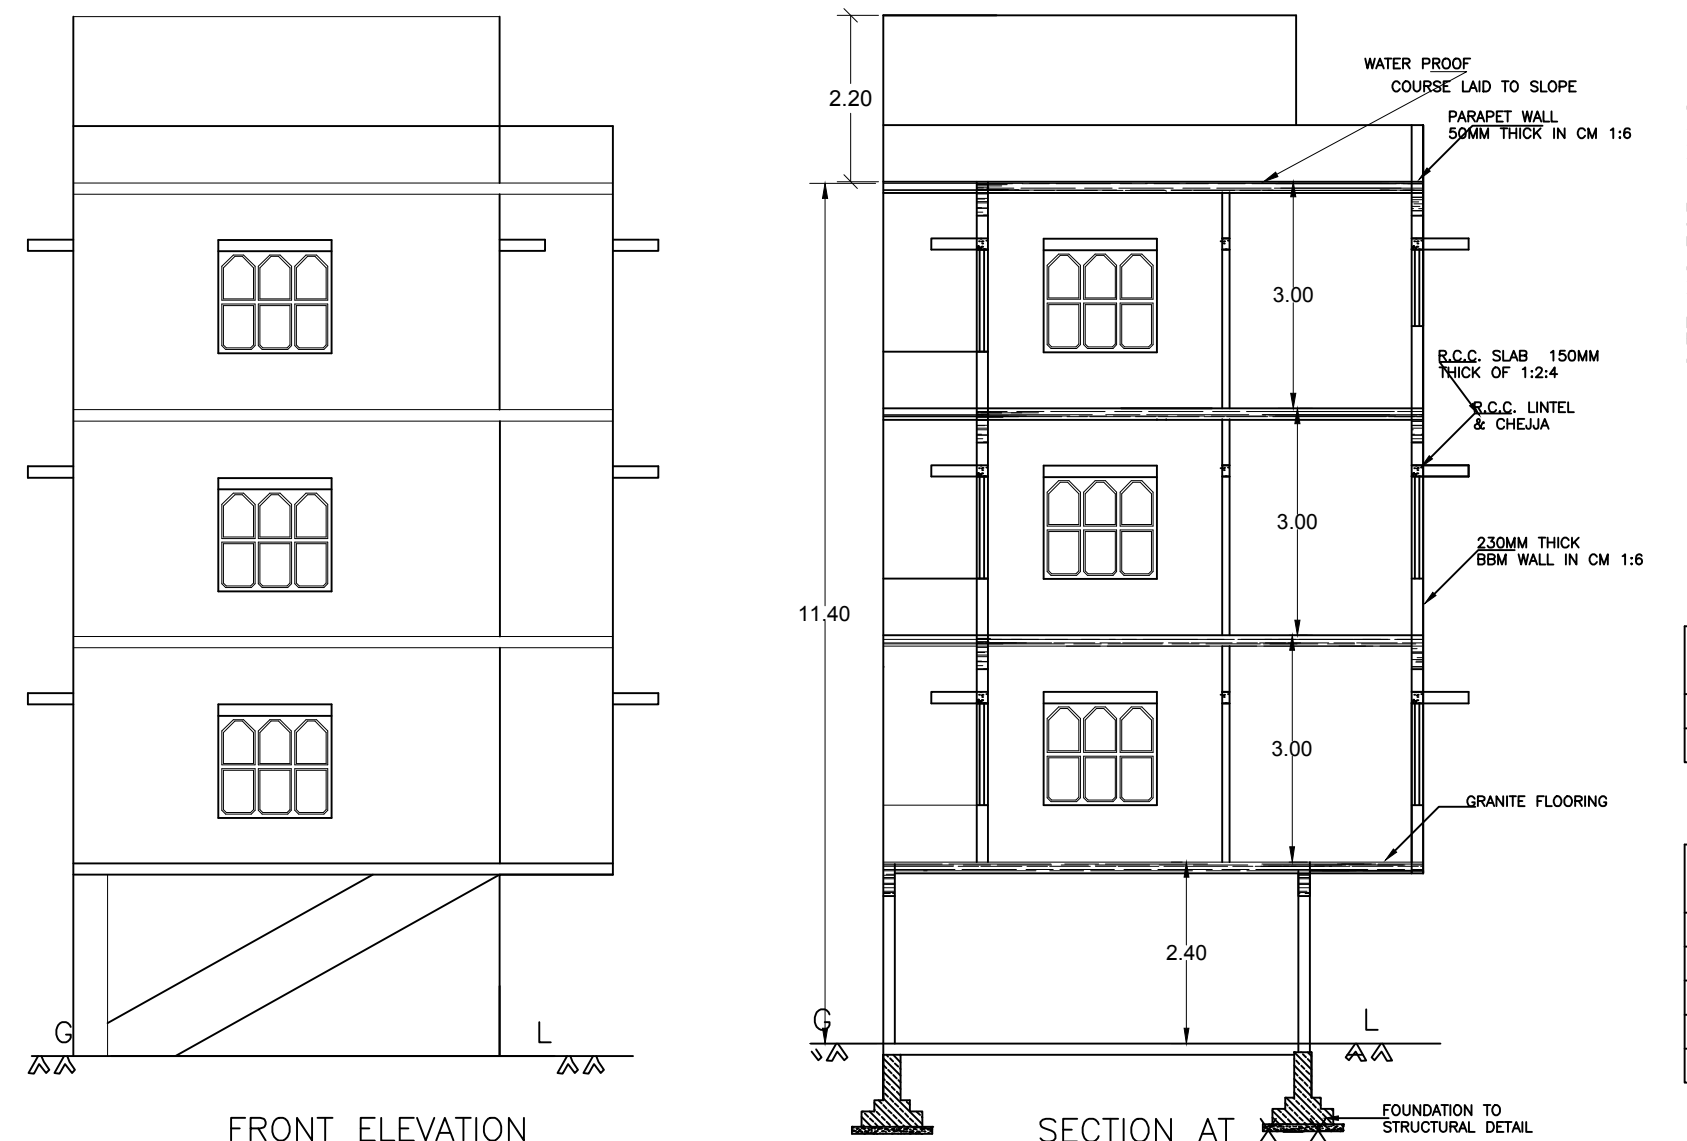 2.20
WATER PROOF
COURSE LAID TO SLOPE
PARAPET WALL
50MM THICK IN CM 1:6
3.00
R.C.C. SLAB 150MM
THICK OF 1:2:4
R.C.C. LINTEL
& CHEJJA
3.00
230MM THICK
BBM WALL IN CM 1:6
11.40
3.00
GRANITE FLOORING
2.40
G L
G L
FOUNDATION TO
STRUCTURAL DETAIL
FRONT ELEVATION
SECTION AT